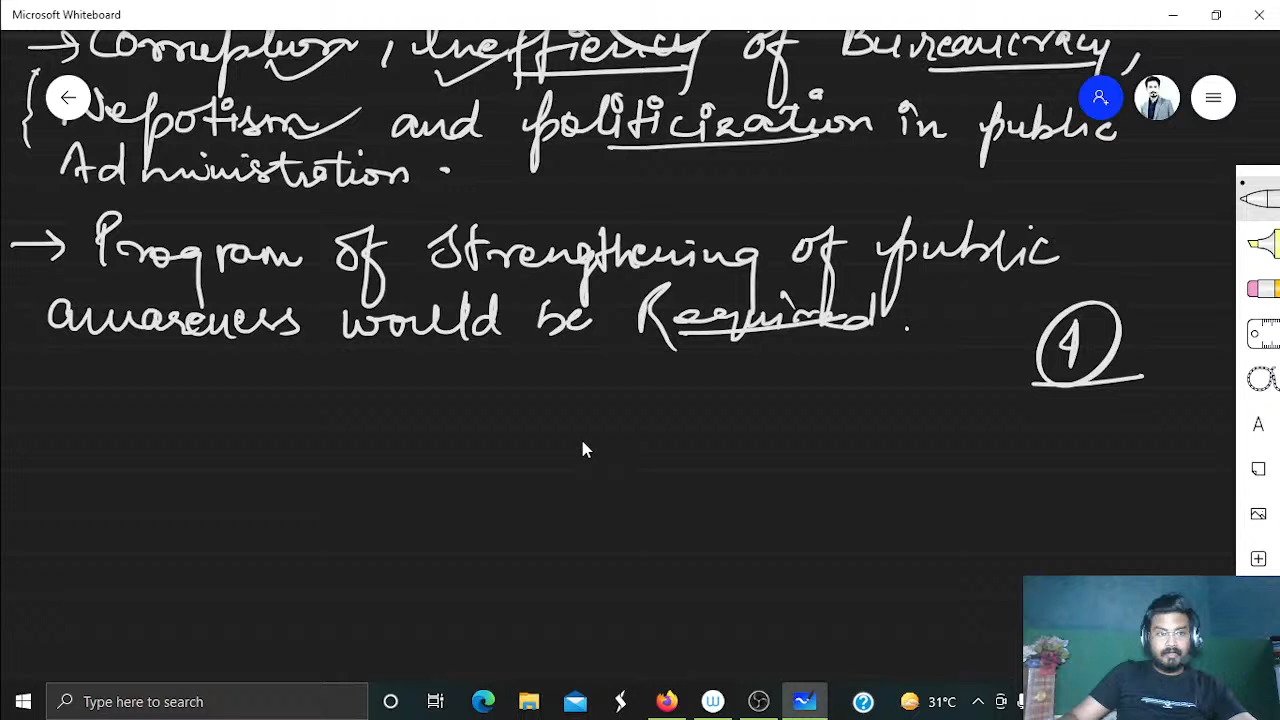 Microsoft Whiteboard
→ Corruption, Inefficiency of Bureaucracy,
Nepotism and politicization in public
Administration.
→ Program of Strengthening of public
awareness would be Required.
4
A
Type here to search
31°C